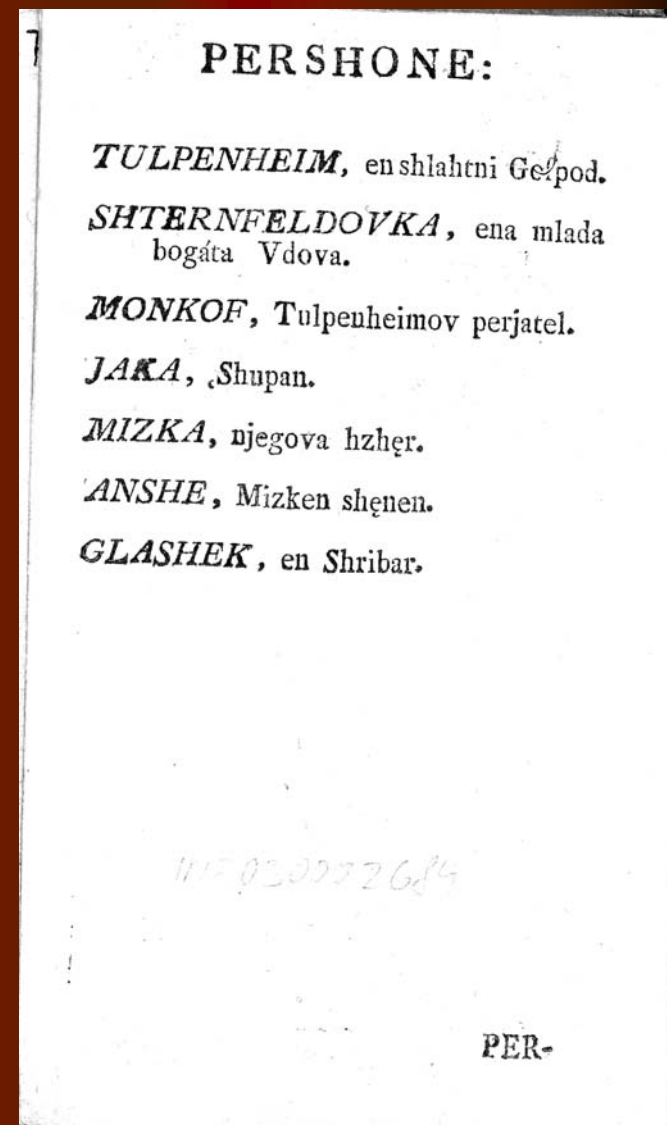 PERSHONE:
TULPENHEIM, en shlahtni Goſpod.
SHTERNFELDOVKA, ena mlada
bogáta Vdova.
MONKOF, Tulpenheimov perjatel.
JAKA, Shupan.
MIZKA, njegova hzhęr.
ANSHE, Mizken shęnen.
GLASHEK, en Shribar.
PER-